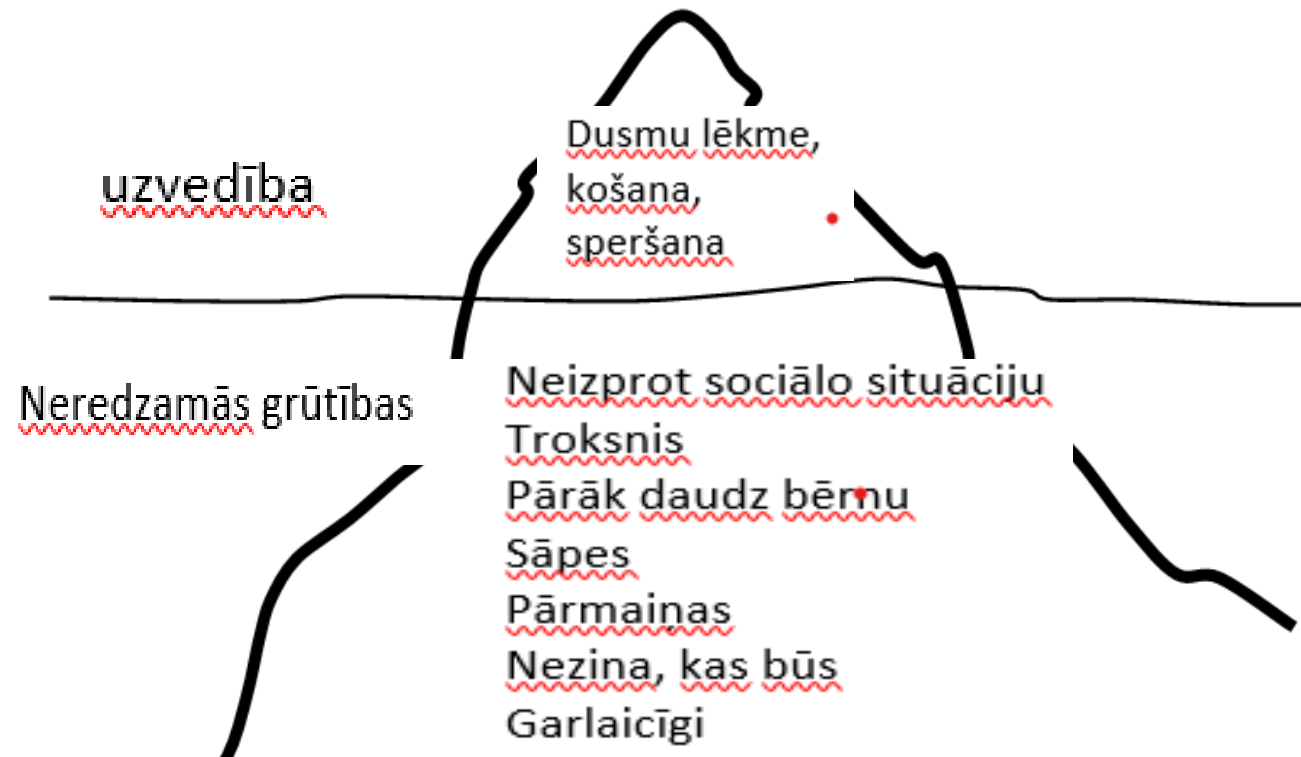 Dusmu lēkme,
uzvedība
košana,
speršana
Neizprot sociālo situāciju
Neredzamās grūtības
Troksnis
Pārāk daudz bērnu
Sāpes
Pārmaiņas
Nezina, kas būs
Garlaicīgi